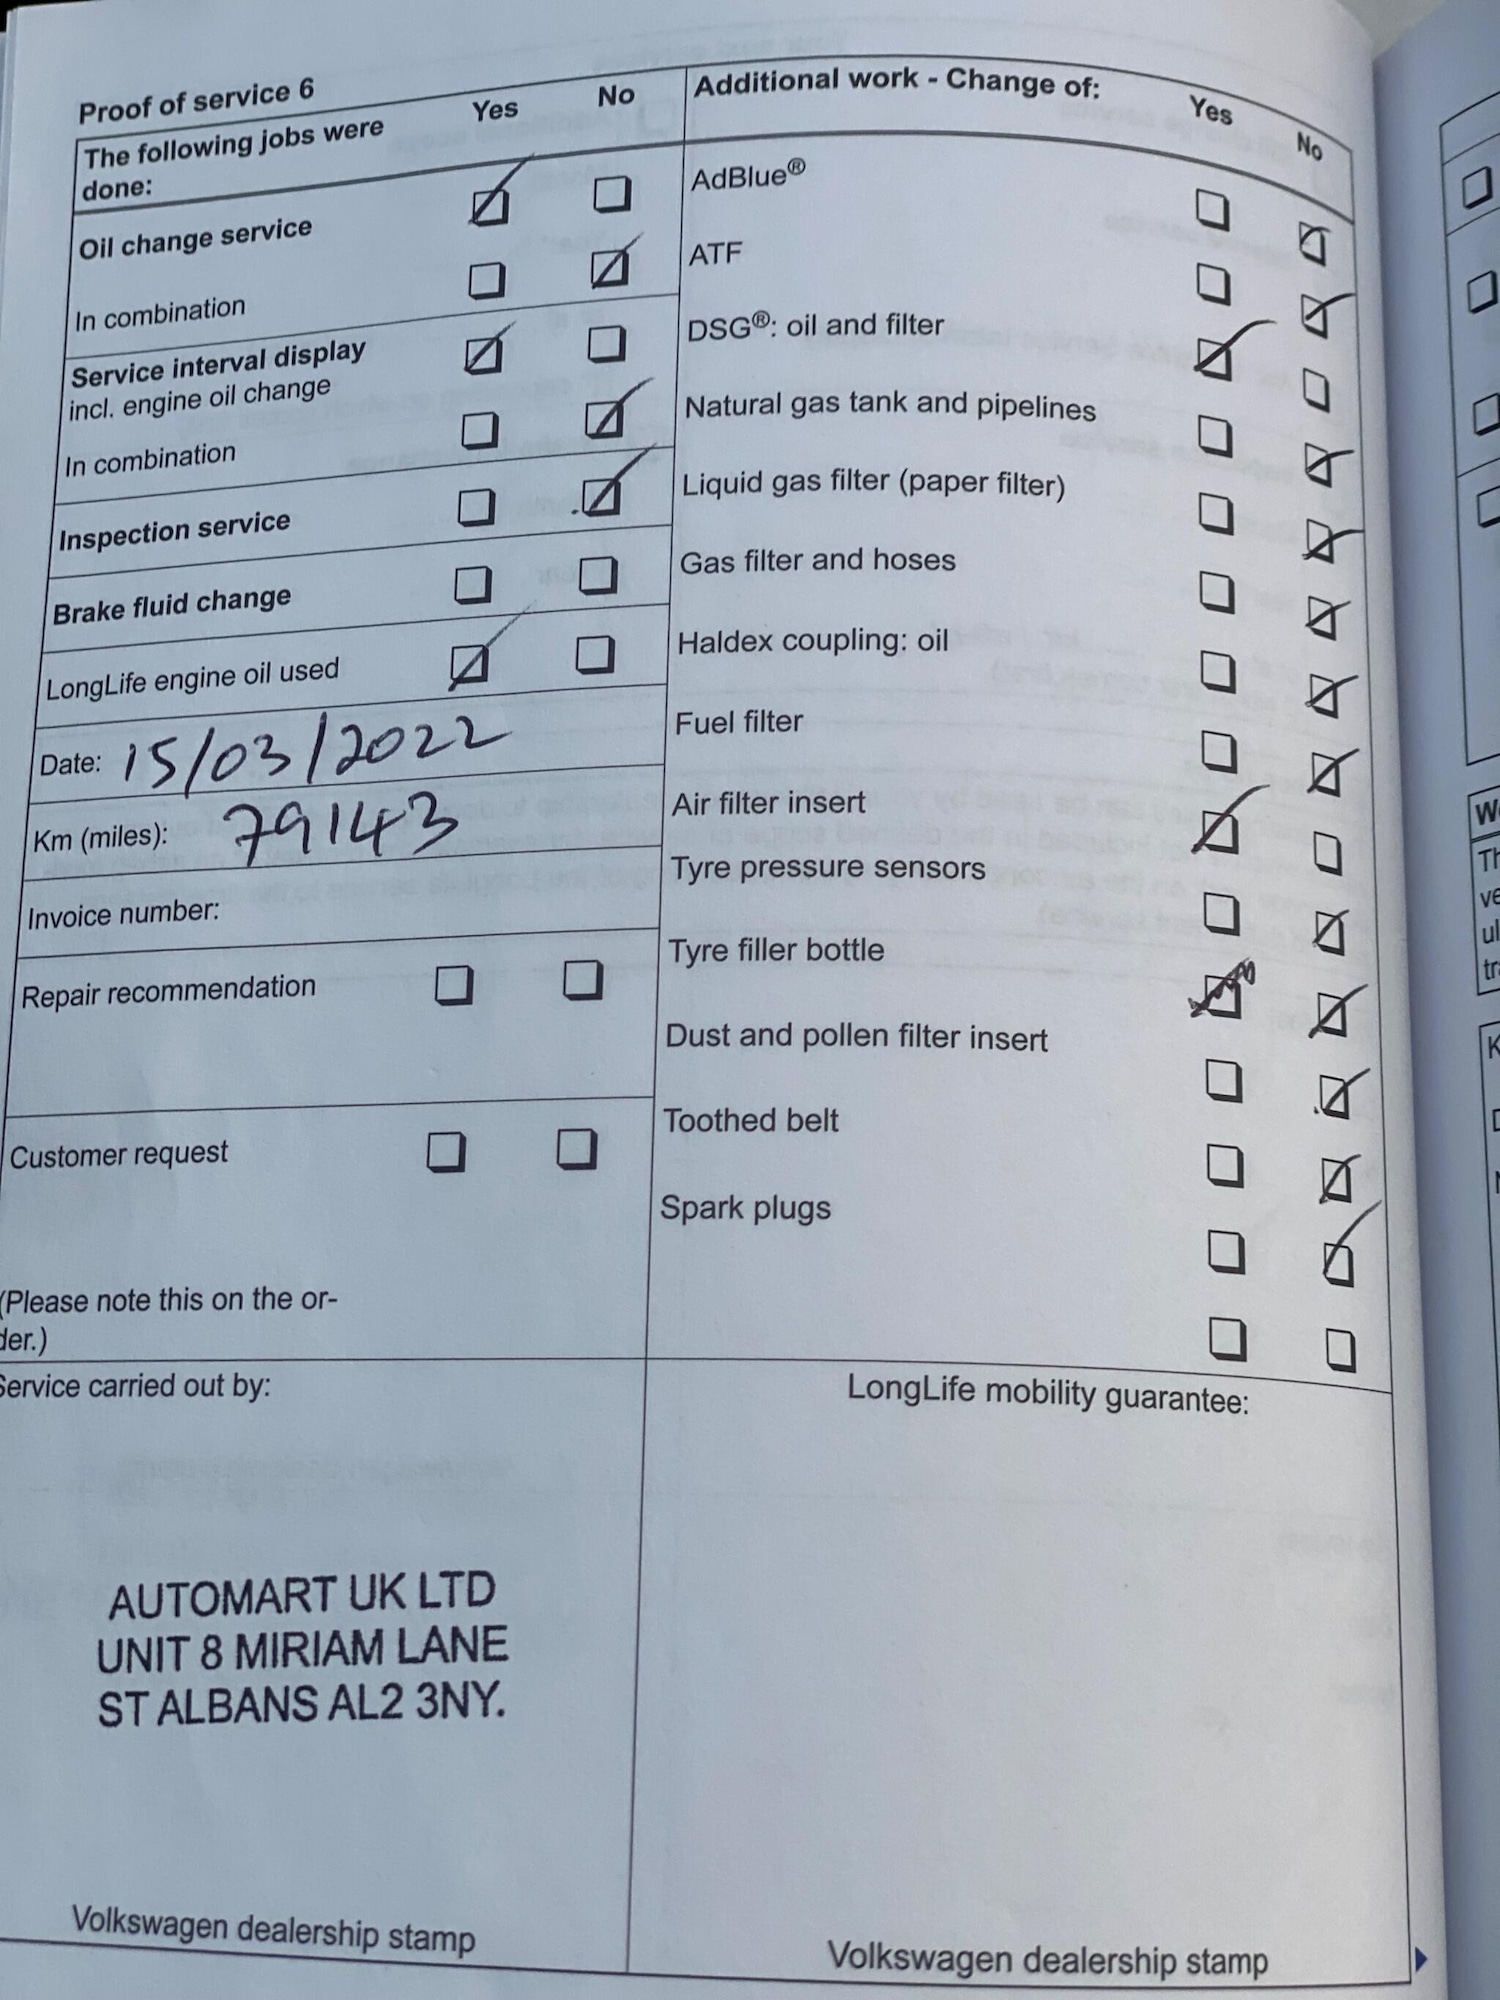 Proof of service 6
The following jobs were
done:
Yes No
Oil change service
In combination
Service interval display
incl. engine oil change
In combination
Inspection service
Brake fluid change
LongLife engine oil used
Date: 15/03/2022
Km (miles): 79143
Invoice number:
Repair recommendation
Customer request
(Please note this on the or-
der.)
Service carried out by:
AUTOMART UK LTD
UNIT 8 MIRIAM LANE
ST ALBANS AL2 3NY.
Volkswagen dealership stamp
Additional work - Change of:
Yes No
AdBlue®
ATF
DSG®: oil and filter
Natural gas tank and pipelines
Liquid gas filter (paper filter)
Gas filter and hoses
Haldex coupling: oil
Fuel filter
Air filter insert
Tyre pressure sensors
Tyre filler bottle
Dust and pollen filter insert
Toothed belt
Spark plugs
LongLife mobility guarantee:
Volkswagen dealership stamp